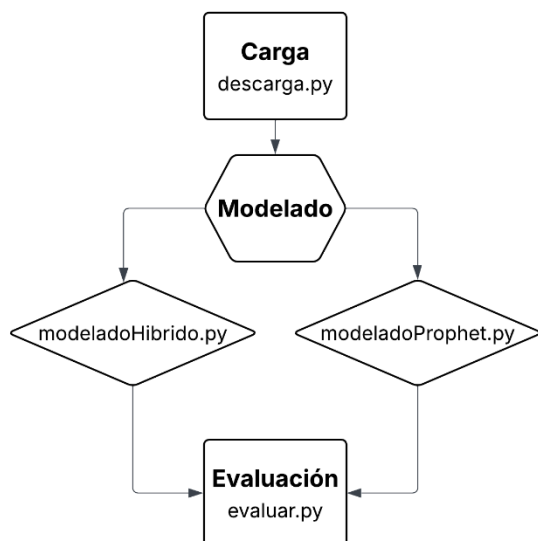 Carga
descarga.py
Modelado
modeladoHibrido.py
modeladoProphet.py
Evaluación
evaluar.py